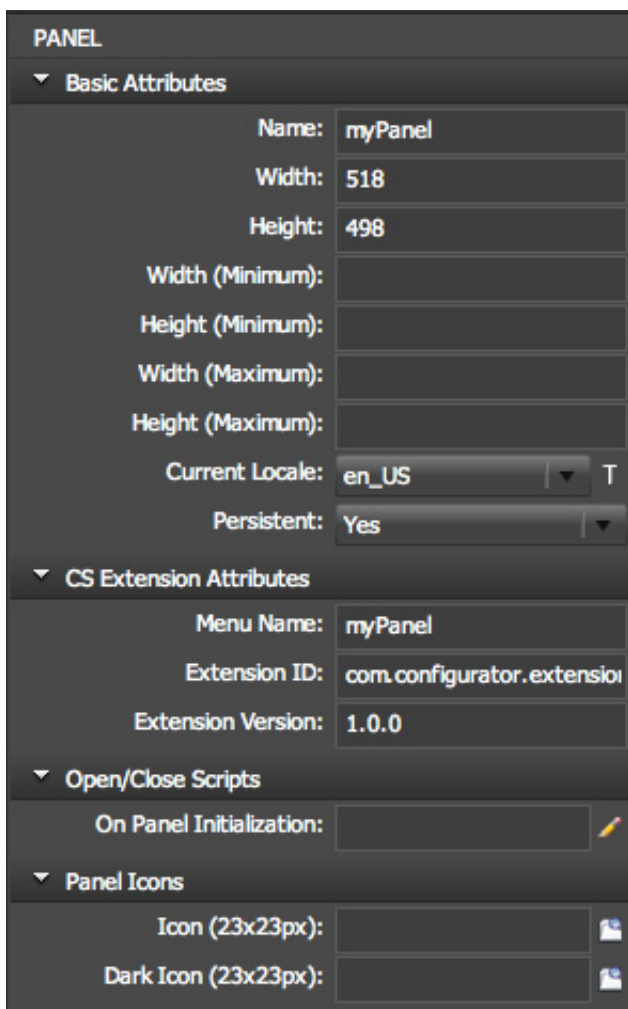 PANEL
Basic Attributes
Name: myPanel
Width: 518
Height: 498
Width (Minimum):
Height (Minimum):
Width (Maximum):
Height (Maximum):
Current Locale: en_US T
Persistent: Yes
CS Extension Attributes
Menu Name: myPanel
Extension ID: com.configurator.extension
Extension Version: 1.0.0
Open/Close Scripts
On Panel Initialization:
Panel Icons
Icon (23x23px):
Dark Icon (23x23px):